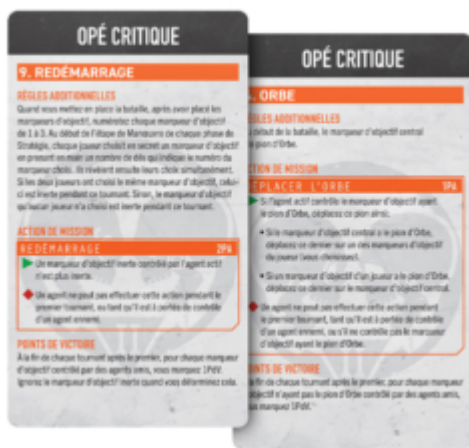 OPÉ CRITIQUE
9. REDÉMARRAGE
RÈGLES ADDITIONNELLES
Quand vous mettez en place la bataille, après avoir placé les
marqueurs d'objectif, numérotez chaque marqueur d'objectif
de 1 à 3. Au début de l'étape de Manœuvre de chaque phase de
Stratégie, chaque joueur choisit en secret un marqueur d'objectif
en prenant en main un nombre de dés qui indique le numéro du
marqueur choisi. Ils révèlent ensuite leurs choix simultanément.
Si les deux joueurs ont choisi le même marqueur d'objectif, celui-
ci est inerte pendant ce tournant. Sinon, le marqueur d'objectif
qu'aucun joueur n'a choisi est inerte pendant ce tournant.
ACTION DE MISSION
REDÉMARRAGE 2PA
Un marqueur d'objectif inerte contrôlé par l'agent actif
n'est plus inerte.
Un agent ne peut pas effectuer cette action pendant le
premier tournant, ou tant qu'il est à portée de contrôle
d'un agent ennemi.
POINTS DE VICTOIRE
À la fin de chaque tournant après le premier, pour chaque marqueur
d'objectif contrôlé par des agents amis, vous marquez 1PdV.
Ignorez le marqueur d'objectif inerte quand vous déterminez cela.
OPÉ CRITIQUE
. ORBE
ÈGLES ADDITIONNELLES
début de la bataille, le marqueur d'objectif central
le pion d'Orbe.
CTION DE MISSION
DÉPLACER L'ORBE 1PA
Si l'agent actif contrôle le marqueur d'objectif ayant
le pion d'Orbe, déplacez ce pion ainsi:
• Si le marqueur d'objectif central a le pion d'Orbe,
déplacez ce dernier sur un des marqueurs d'objectif
du joueur (vous choisissez).
• Si un marqueur d'objectif d'un joueur a le pion d'Orbe,
déplacez ce dernier sur le marqueur d'objectif central.
Un agent ne peut pas effectuer cette action pendant
le premier tournant, tant qu'il est à portée de contrôle
d'un agent ennemi, ou s'il ne contrôle pas le marqueur
d'objectif ayant le pion d'Orbe.
INTS DE VICTOIRE
la fin de chaque tournant après le premier, pour chaque marqueur
objectif n'ayant pas le pion d'Orbe contrôlé par des agents amis,
us marquez 1PdV.